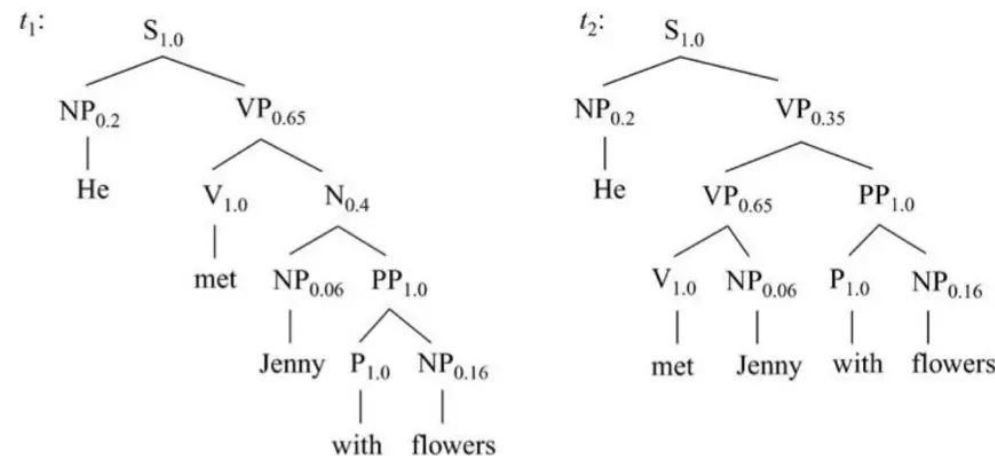 t₁: S₁.₀ t₂: S₁.₀
NP₀.₂ VP₀.₆₅ NP₀.₂ VP₀.₃₅
He V₁.₀ N₀.₄ He VP₀.₆₅ PP₁.₀
met NP₀.₀₆ PP₁.₀ V₁.₀ NP₀.₀₆ P₁.₀ NP₀.₁₆
Jenny P₁.₀ NP₀.₁₆ met Jenny with flowers
with flowers